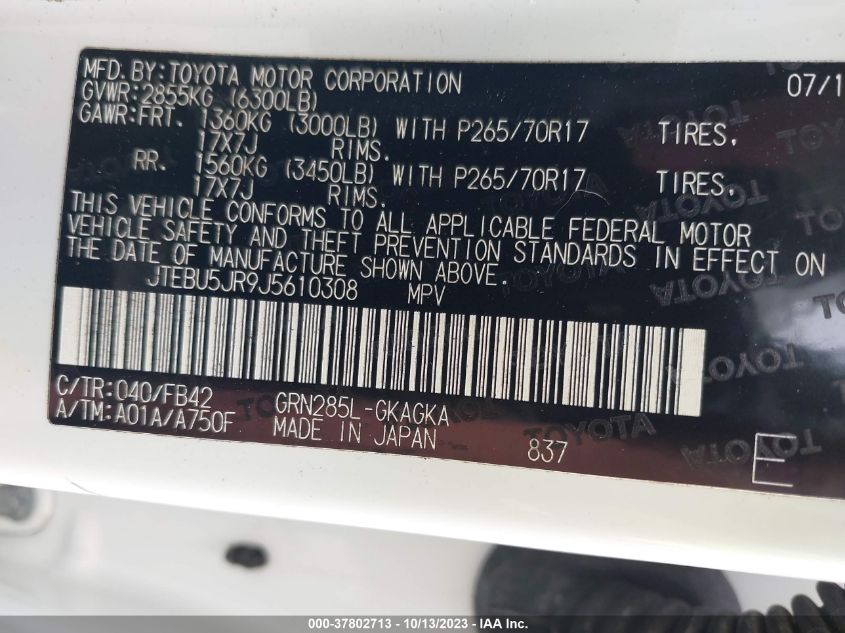 MFD. BY: TOYOTA MOTOR CORPORATION 07/1
GVWR: 2855KG (6300LB)
GAWR: FRT. 1360KG (3000LB) WITH P265/70R17 TIRES,
17X7J RIMS.
RR. 1560KG (3450LB) WITH P265/70R17 TIRES,
17X7J RIMS.
THIS VEHICLE CONFORMS TO ALL APPLICABLE FEDERAL MOTOR
VEHICLE SAFETY AND THEFT PREVENTION STANDARDS IN EFFECT ON
THE DATE OF MANUFACTURE SHOWN ABOVE.
JTEBU5JR9J5610308 MPV
C/TR: 040/FB42 GRN285L-GKAGKA
A/TM: A01A/A750F MADE IN JAPAN 837 E
TOYOTA
000-37802713 - 10/13/2023 - IAA Inc.